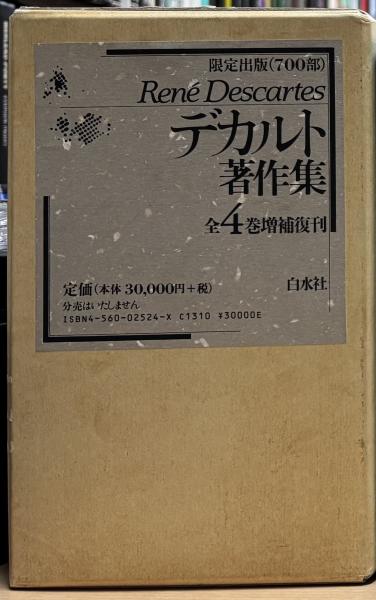 限定出版(700部)
René Descartes
デカルト
著作集
全4巻増補復刊
定価(本体 30,000円+税)
分売はいたしません
白水社
ISBN4-560-02524-X C1310 ¥30000E